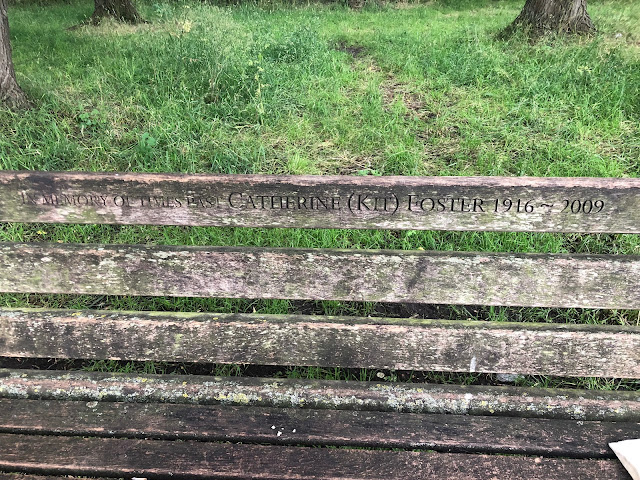 IN MEMORY OF TIMES PAST CATHERINE (KIT) FOSTER 1916 ~ 2009